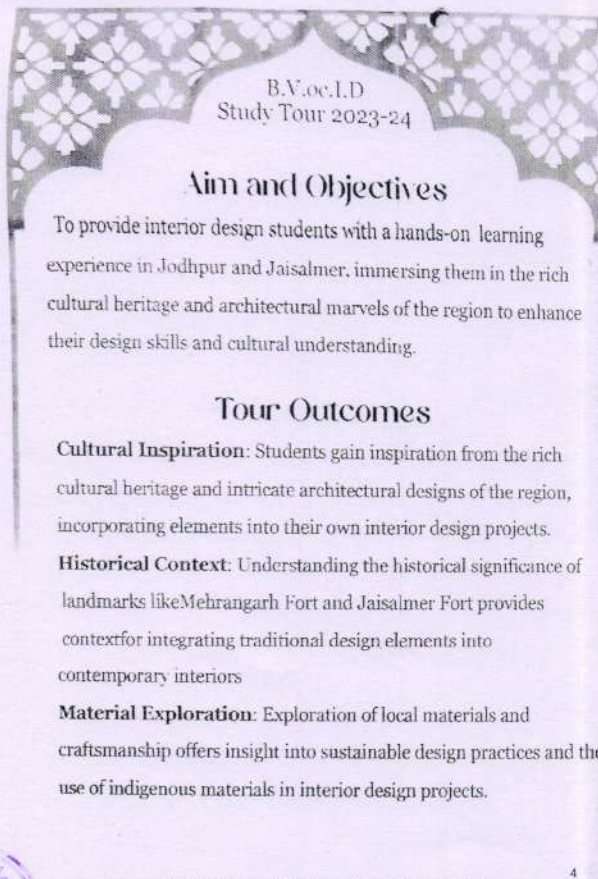 B.V.oc.I.D
Study Tour 2023-24
Aim and Objectives
To provide interior design students with a hands-on learning
experience in Jodhpur and Jaisalmer, immersing them in the rich
cultural heritage and architectural marvels of the region to enhance
their design skills and cultural understanding.
Tour Outcomes
Cultural Inspiration: Students gain inspiration from the rich
cultural heritage and intricate architectural designs of the region,
incorporating elements into their own interior design projects.
Historical Context: Understanding the historical significance of
landmarks likeMehrangarh Fort and Jaisalmer Fort provides
contextfor integrating traditional design elements into
contemporary interiors
Material Exploration: Exploration of local materials and
craftsmanship offers insight into sustainable design practices and the
use of indigenous materials in interior design projects.
4